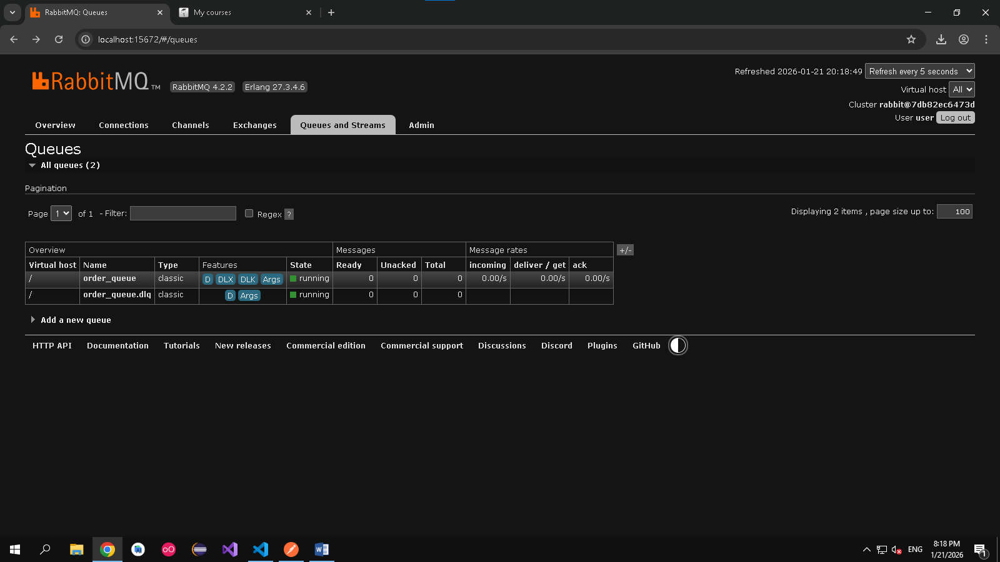 RabbitMQ: Queues
My courses
localhost:15672/#/queues
RabbitMQ TM
RabbitMQ 4.2.2 Erlang 27.3.4.6
Refreshed 2026-01-21 20:18:49 Refresh every 5 seconds
Virtual host All
Cluster rabbit@7db82ec6473d
User user Log out
Overview Connections Channels Exchanges Queues and Streams Admin
Queues
All queues (2)
Pagination
Page 1 of 1 - Filter: Regex ?
Displaying 2 items , page size up to: 100
Overview Messages Message rates +/-
Virtual host Name Type Features State Ready Unacked Total incoming deliver / get ack
/ order_queue classic D DLX DLK Args running 0 0 0 0.00/s 0.00/s 0.00/s
/ order_queue.dlq classic D Args running 0 0 0
Add a new queue
HTTP API Documentation Tutorials New releases Commercial edition Commercial support Discussions Discord Plugins GitHub
ENG
8:18 PM
1/21/2026
1